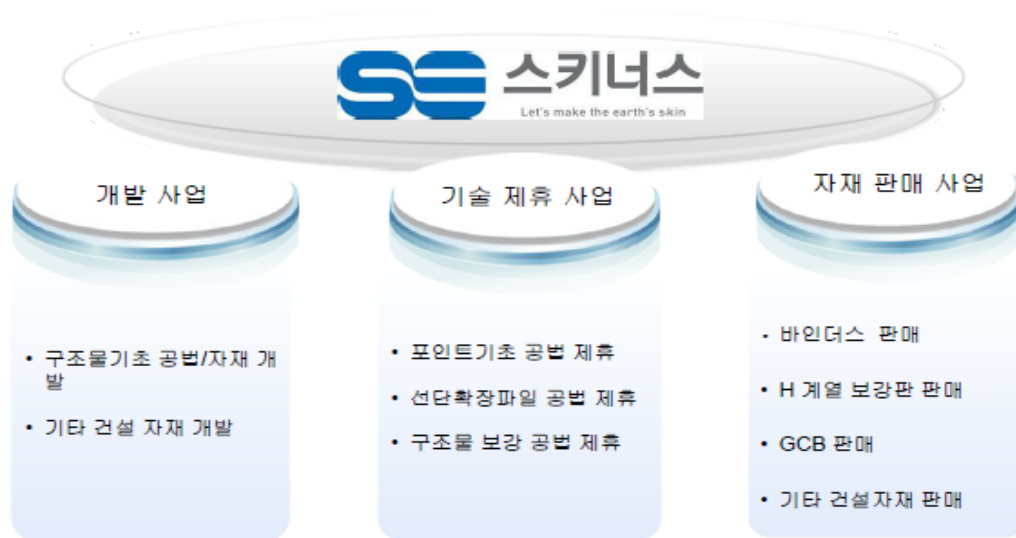 SE 스키너스
Let's make the earth's skin
개발 사업
• 구조물기초 공법/자재 개
발
• 기타 건설 자재 개발
기술 제휴 사업
• 포인트기초 공법 제휴
• 선단확장파일 공법 제휴
• 구조물 보강 공법 제휴
자재 판매 사업
• 바인더스 판매
• H 계열 보강판 판매
• GCB 판매
• 기타 건설자재 판매